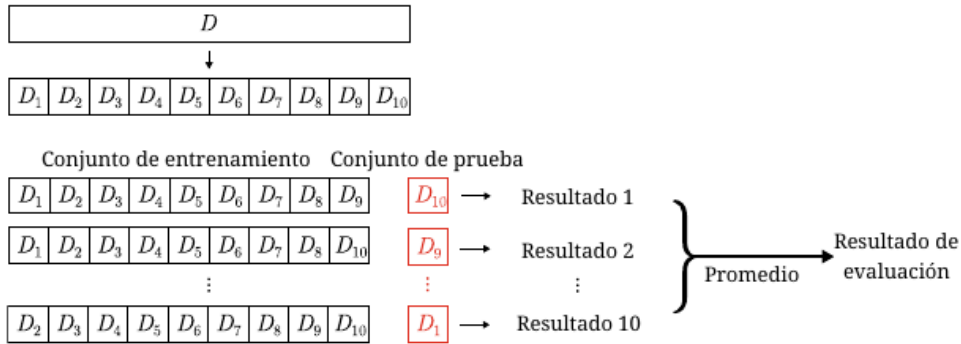 D
D₁ D₂ D₃ D₄ D₅ D₆ D₇ D₈ D₉ D₁₀
Conjunto de entrenamiento Conjunto de prueba
D₁ D₂ D₃ D₄ D₅ D₆ D₇ D₈ D₉ D₁₀ Resultado 1
D₁ D₂ D₃ D₄ D₅ D₆ D₇ D₈ D₁₀ D₉ Resultado 2
⋮ ⋮ ⋮
D₂ D₃ D₄ D₅ D₆ D₇ D₈ D₉ D₁₀ D₁ Resultado 10
Promedio
Resultado de
evaluación